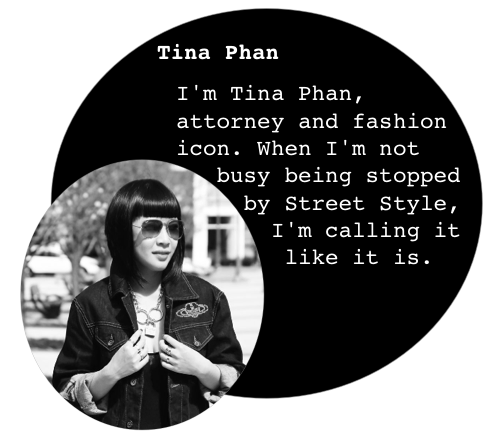 Tina Phan
I'm Tina Phan,
attorney and fashion
icon. When I'm not
busy being stopped
by Street Style,
I'm calling it
like it is.